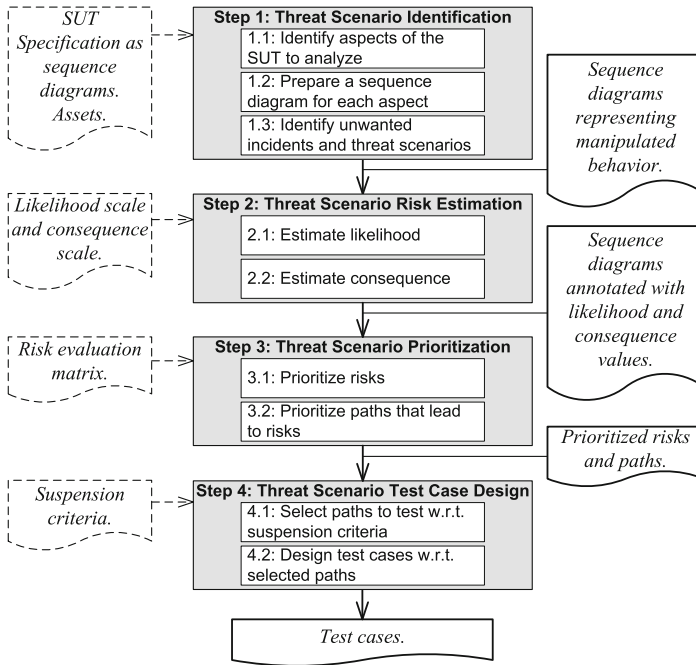 SUT
Specification as
sequence
diagrams.
Assets.
Step 1: Threat Scenario Identification
1.1: Identify aspects of the
SUT to analyze
1.2: Prepare a sequence
diagram for each aspect
1.3: Identify unwanted
incidents and threat scenarios
Sequence
diagrams
representing
manipulated
behavior.
Likelihood scale
and consequence
scale.
Step 2: Threat Scenario Risk Estimation
2.1: Estimate likelihood
2.2: Estimate consequence
Sequence
diagrams
annotated with
likelihood and
consequence
values.
Risk evaluation
matrix.
Step 3: Threat Scenario Prioritization
3.1: Prioritize risks
3.2: Prioritize paths that lead
to risks
Prioritized risks
and paths.
Suspension
criteria.
Step 4: Threat Scenario Test Case Design
4.1: Select paths to test w.r.t.
suspension criteria
4.2: Design test cases w.r.t.
selected paths
Test cases.